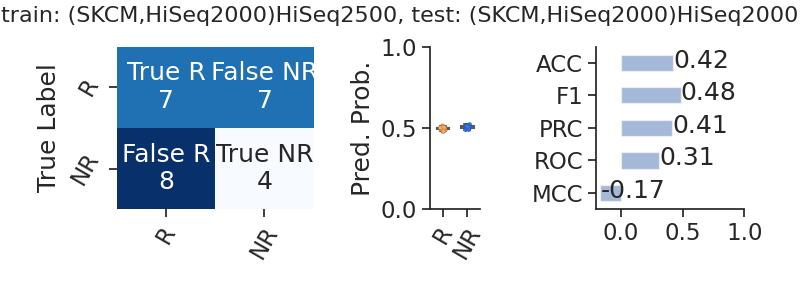 train: (SKCM,HiSeq2000)HiSeq2500, test: (SKCM,HiSeq2000)HiSeq2000
True Label
R
NR
True R
7
False NR
7
False R
8
True NR
4
R
NR
Pred. Prob.
1.0
0.5
0.0
R
NR
ACC
F1
PRC
ROC
MCC
0.42
0.48
0.41
0.31
-0.17
0.0
0.5
1.0